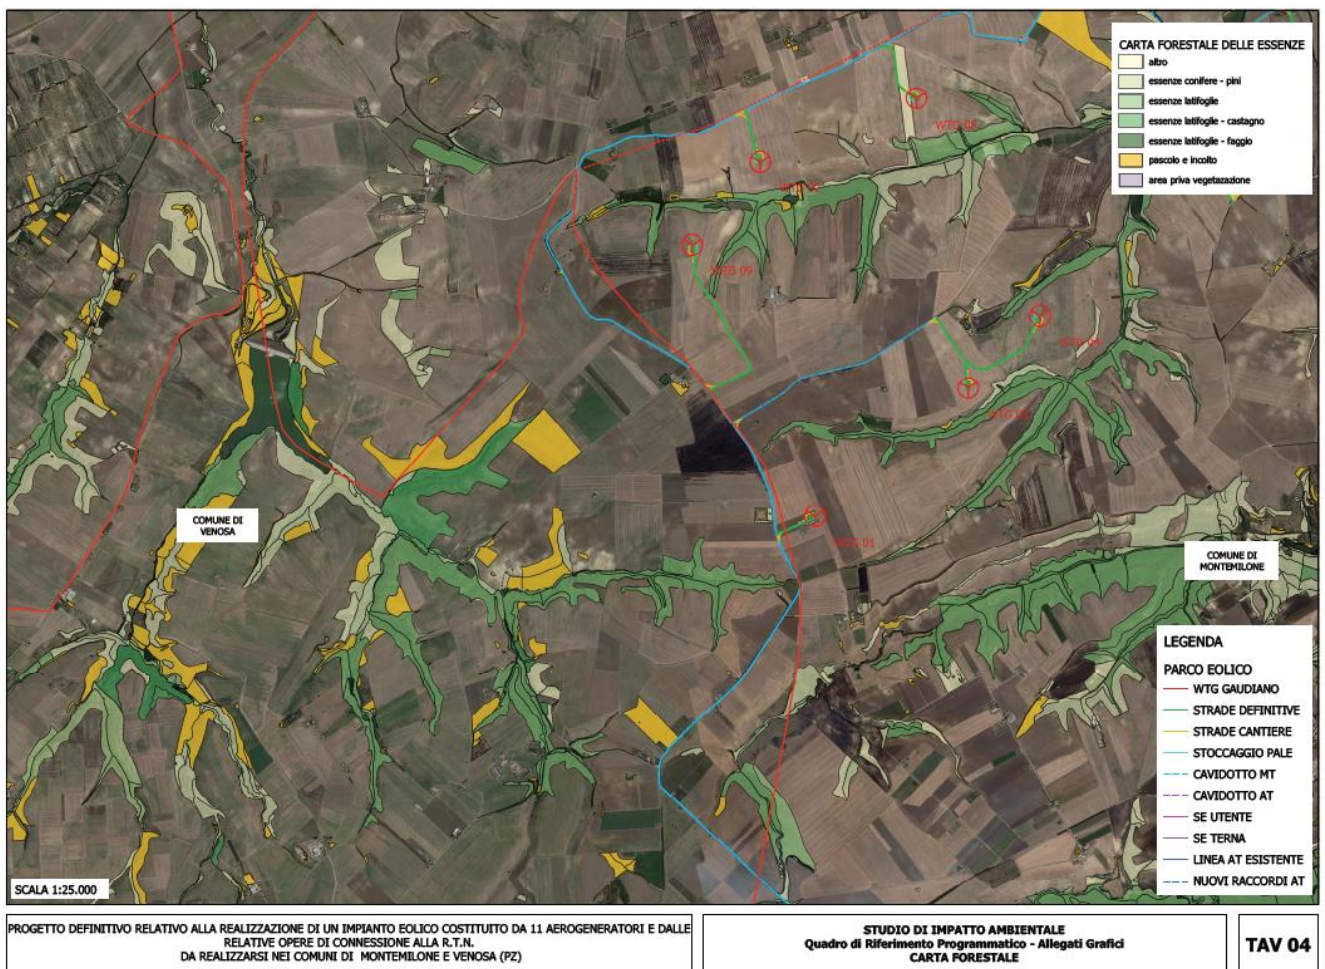 CARTA FORESTALE DELLE ESSENZE
altro
essenze conifere - pini
essenze latifoglie
essenze latifoglie - castagno
essenze latifoglie - faggio
pascolo e incolto
area priva vegetazazione
WTG 08
WTG 09
WTG 01
COMUNE DI
VENOSA
COMUNE DI
MONTEMILONE
LEGENDA
PARCO EOLICO
WTG GAUDIANO
STRADE DEFINITIVE
STRADE CANTIERE
STOCCAGGIO PALE
CAVIDOTTO MT
CAVIDOTTO AT
SE UTENTE
SE TERNA
LINEA AT ESISTENTE
NUOVI RACCORDI AT
SCALA 1:25.000
PROGETTO DEFINITIVO RELATIVO ALLA REALIZZAZIONE DI UN IMPIANTO EOLICO COSTITUITO DA 11 AEROGENERATORI E DALLE
RELATIVE OPERE DI CONNESSIONE ALLA R.T.N.
DA REALIZZARSI NEI COMUNI DI MONTEMILONE E VENOSA (PZ)
STUDIO DI IMPATTO AMBIENTALE
Quadro di Riferimento Programmatico - Allegati Grafici
CARTA FORESTALE
TAV 04